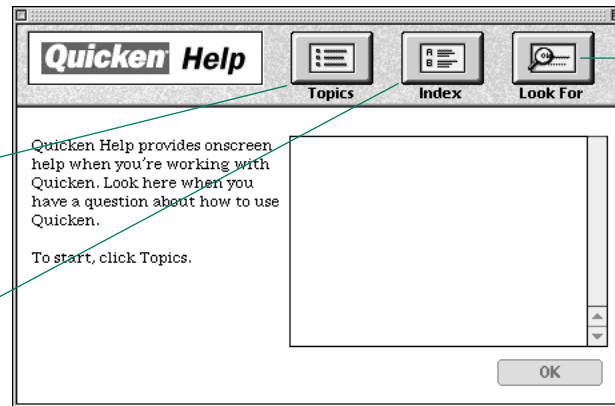 Quicken Help
Topics
Index
Look For
Quicken Help provides onscreen
help when you're working with
Quicken. Look here when you
have a question about how to use
Quicken.
To start, click Topics.
OK